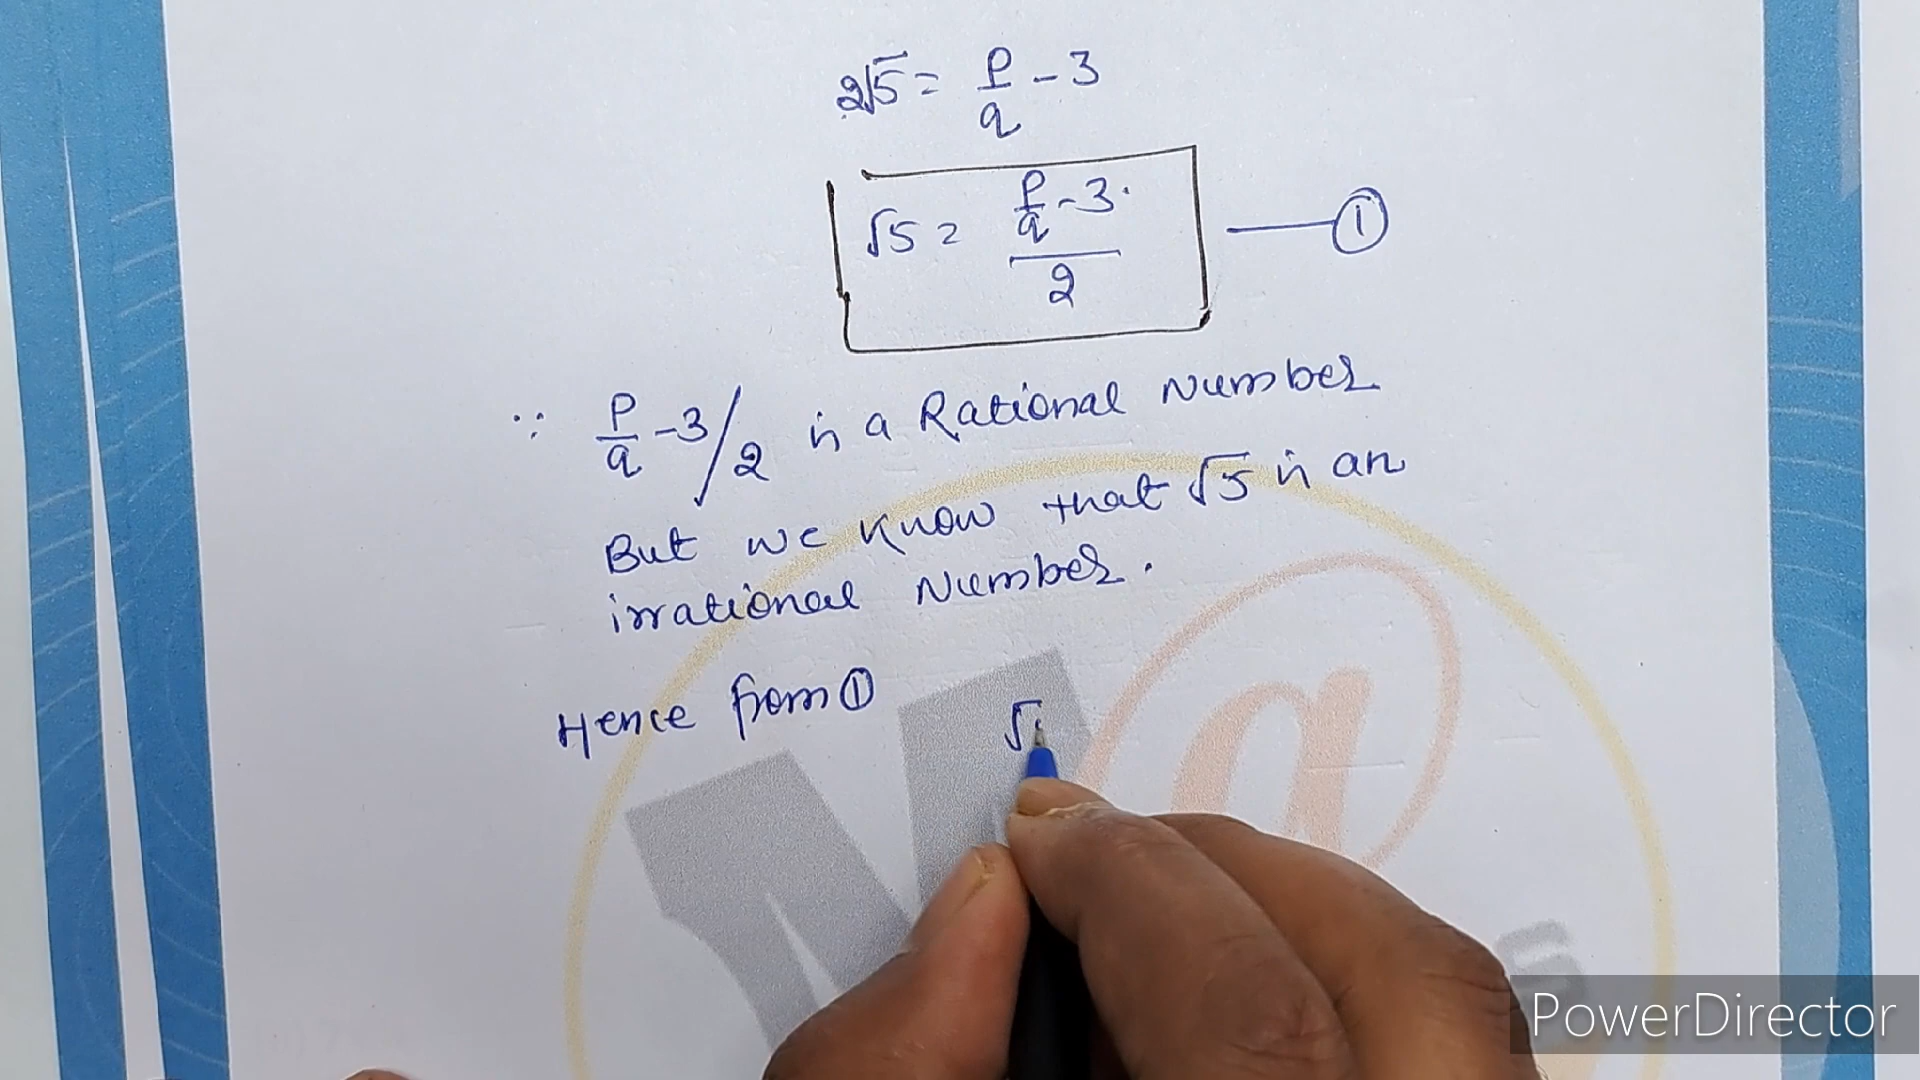 2√5 = p/q - 3
√5 = (p/q - 3)/2 —— ①
∵ p/q - 3/2 is a Rational Number
But we know that √5 is an
irrational Number.
Hence from ① √
PowerDirector